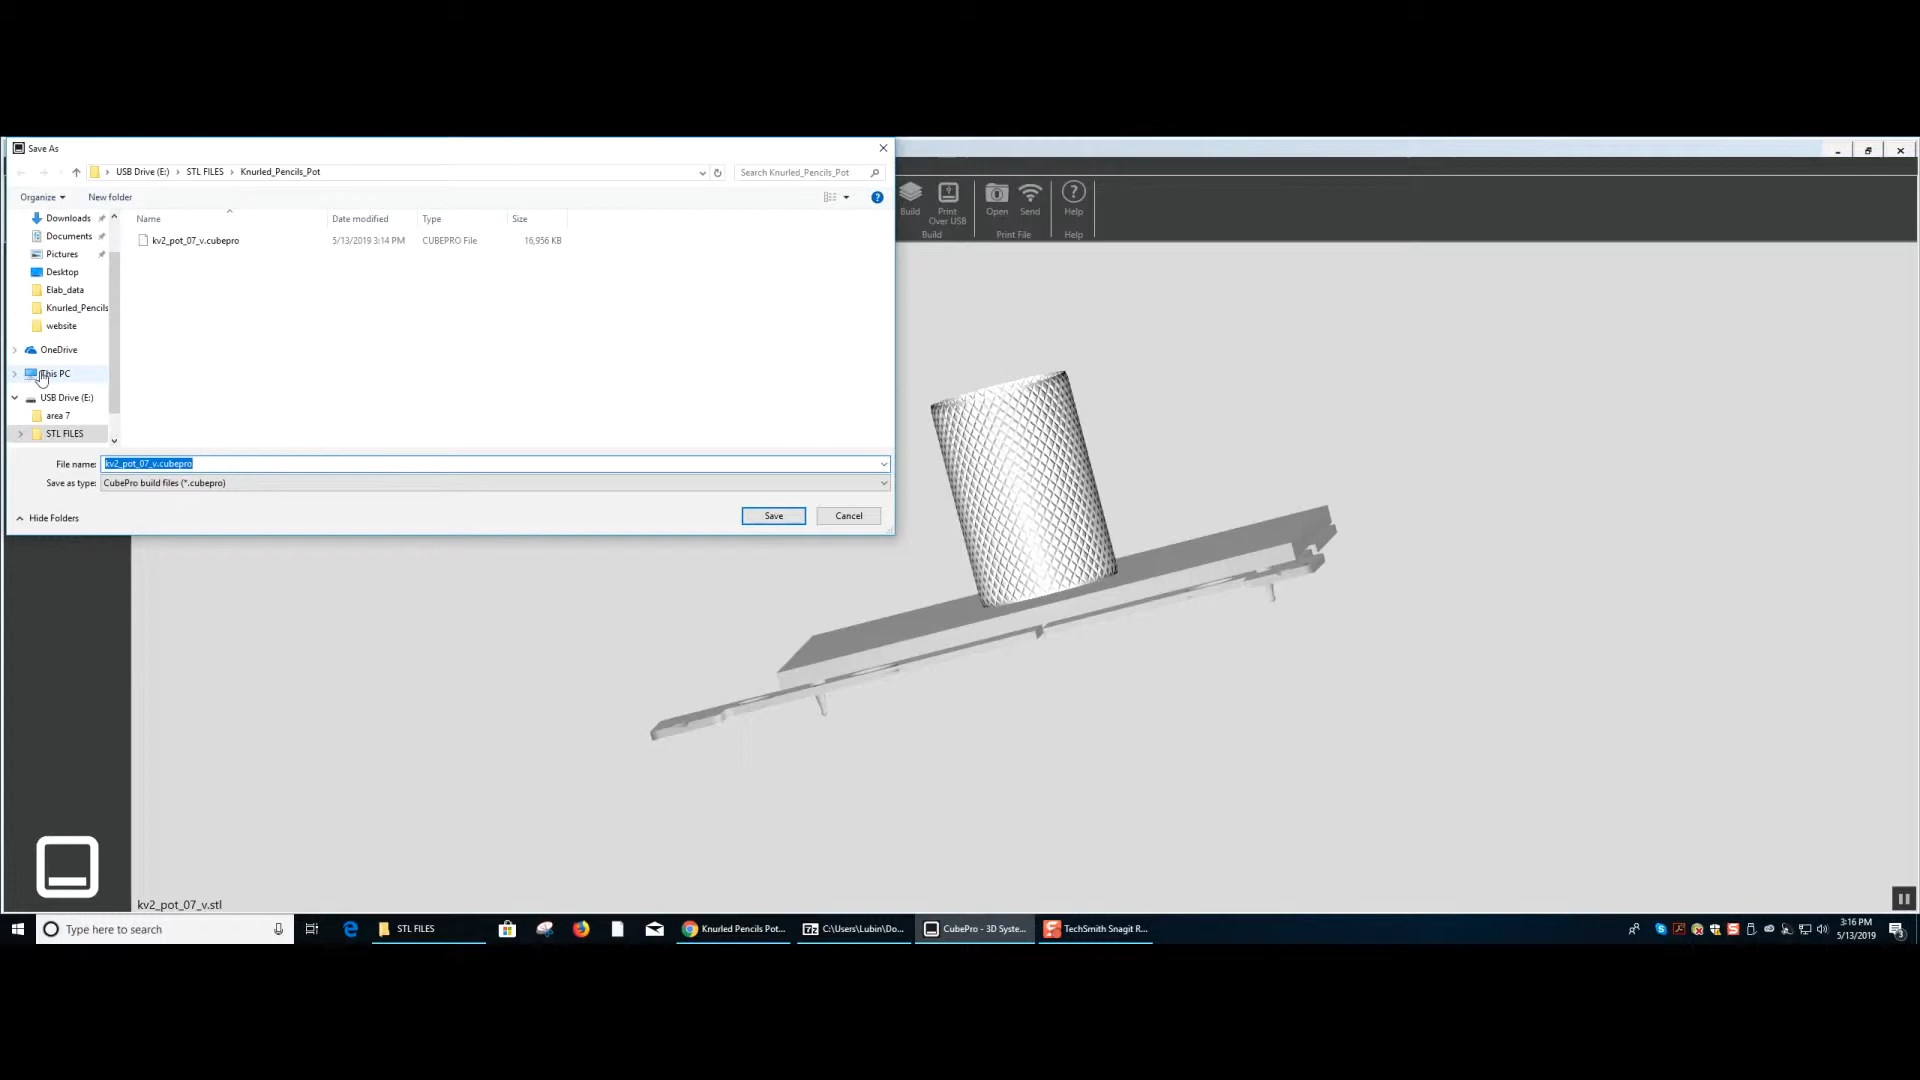 Save As
USB Drive (E:) STL FILES Knurled_Pencils_Pot
Search Knurled_Pencils_Pot
Organize New folder
Name Date modified Type Size
kv2_pot_07_v.cubepro 5/13/2019 3:14 PM CUBEPRO File 16,956 KB
Downloads
Documents
Pictures
Desktop
Elab_data
Knurled_Pencils
website
OneDrive
This PC
USB Drive (E:)
area 7
STL FILES
File name: kv2_pot_07_v.cubepro
Save as type: CubePro build files (*.cubepro)
Hide Folders
Save Cancel
Build Print Over USB Open Send Help
Build Print File Help
kv2_pot_07_v.stl
Type here to search
STL FILES
Knurled Pencils Pot...
C:\Users\Lubin\Do...
CubePro - 3D Syste...
TechSmith Snagit R...
3:16 PM
5/13/2019
3